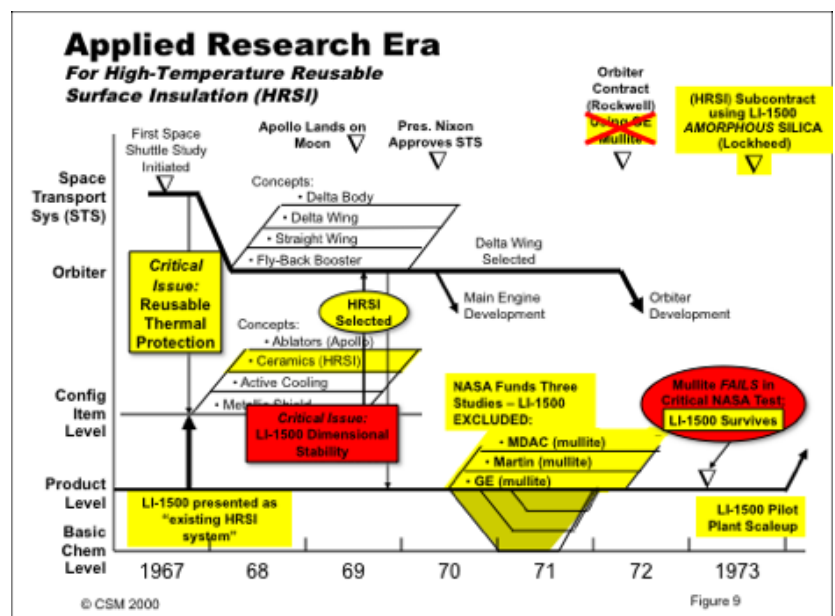 Applied Research Era
For High-Temperature Reusable
Surface Insulation (HRSI)
First Space
Shuttle Study
Initiated
Apollo Lands on
Moon
Pres. Nixon
Approves STS
Orbiter
Contract
(Rockwell)
Using GE
Mullite
(HRSI) Subcontract
using LI-1500
AMORPHOUS SILICA
(Lockheed)
Space
Transport
Sys (STS)
Concepts:
• Delta Body
• Delta Wing
• Straight Wing
• Fly-Back Booster
Delta Wing
Selected
Orbiter
Critical
Issue:
Reusable
Thermal
Protection
HRSI
Selected
Main Engine
Development
Orbiter
Development
Concepts:
• Ablators (Apollo)
• Ceramics (HRSI)
• Active Cooling
• Metallic Shield
Config
Item
Level
Critical Issue:
LI-1500 Dimensional
Stability
NASA Funds Three
Studies – LI-1500
EXCLUDED:
• MDAC (mullite)
• Martin (mullite)
• GE (mullite)
Mullite FAILS in
Critical NASA Test;
LI-1500 Survives
Product
Level
LI-1500 presented as
"existing HRSI
system"
LI-1500 Pilot
Plant Scaleup
Basic
Chem
Level
1967 68 69 70 71 72 1973
© CSM 2000
Figure 9